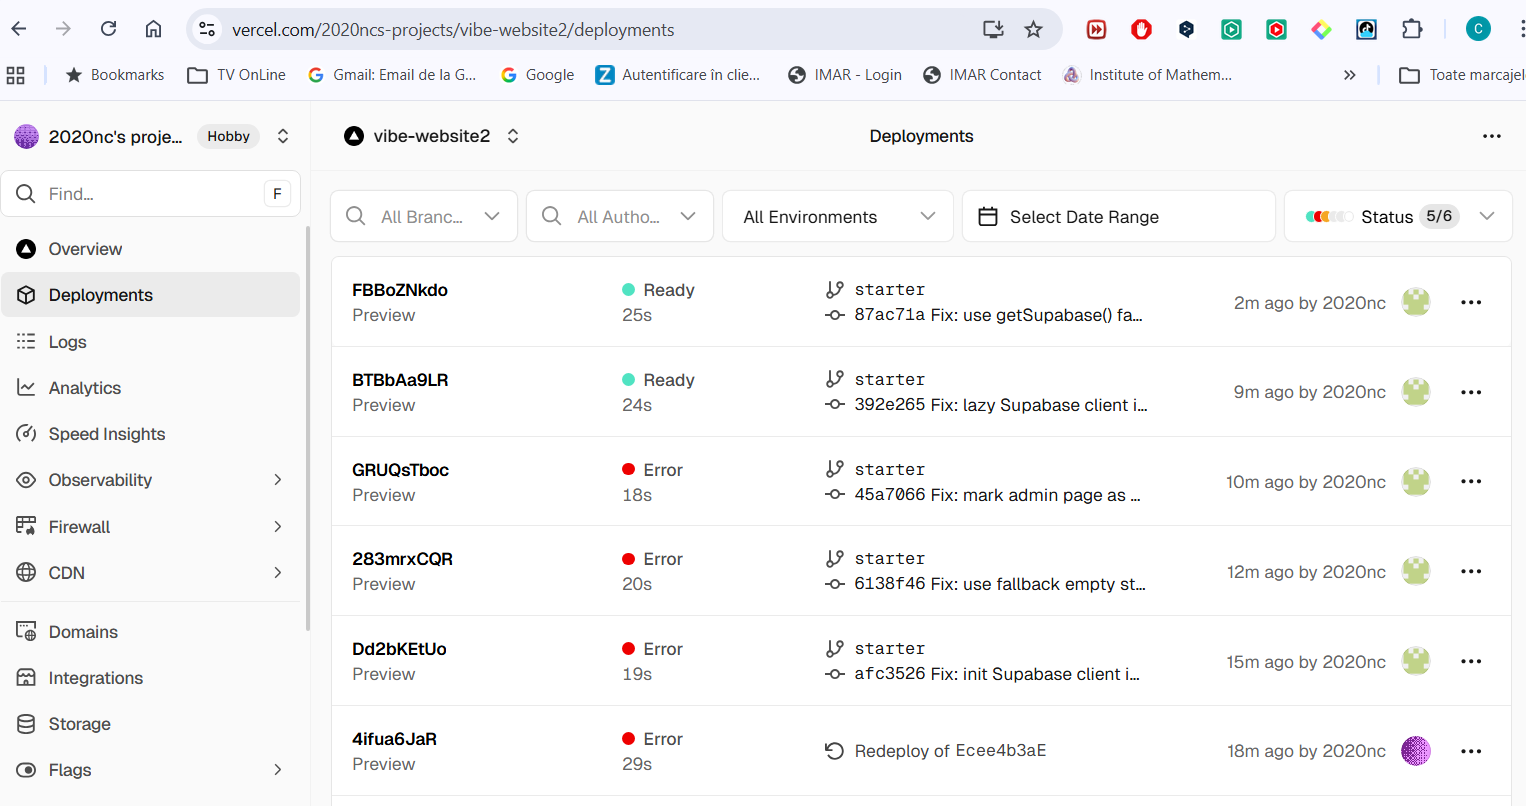 vercel.com/2020ncs-projects/vibe-website2/deployments
C
Bookmarks TV OnLine Gmail: Email de la G... Google Autentificare în clie... IMAR - Login IMAR Contact Institute of Mathem... » Toate marcajel
2020nc's proje... Hobby
vibe-website2
Deployments
Find... F
All Branc...
All Autho...
All Environments
Select Date Range
Status 5/6
Overview
Deployments
Logs
Analytics
Speed Insights
Observability
Firewall
CDN
Domains
Integrations
Storage
Flags
FBBoZNkdo Ready starter
Preview 25s 87ac71a Fix: use getSupabase() fa...
2m ago by 2020nc
BTBbAa9LR Ready starter
Preview 24s 392e265 Fix: lazy Supabase client i...
9m ago by 2020nc
GRUQsTboc Error starter
Preview 18s 45a7066 Fix: mark admin page as ...
10m ago by 2020nc
283mrxCQR Error starter
Preview 20s 6138f46 Fix: use fallback empty st...
12m ago by 2020nc
Dd2bKEtUo Error starter
Preview 19s afc3526 Fix: init Supabase client i...
15m ago by 2020nc
4ifua6JaR Error
Preview 29s
Redeploy of Ecee4b3aE
18m ago by 2020nc